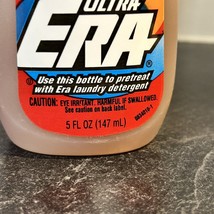 ULTRA
ERA®
Use this bottle to pretreat
with Era laundry detergent
CAUTION: EYE IRRITANT. HARMFUL IF SWALLOWED.
See caution on back label.
5 FL OZ (147 mL)